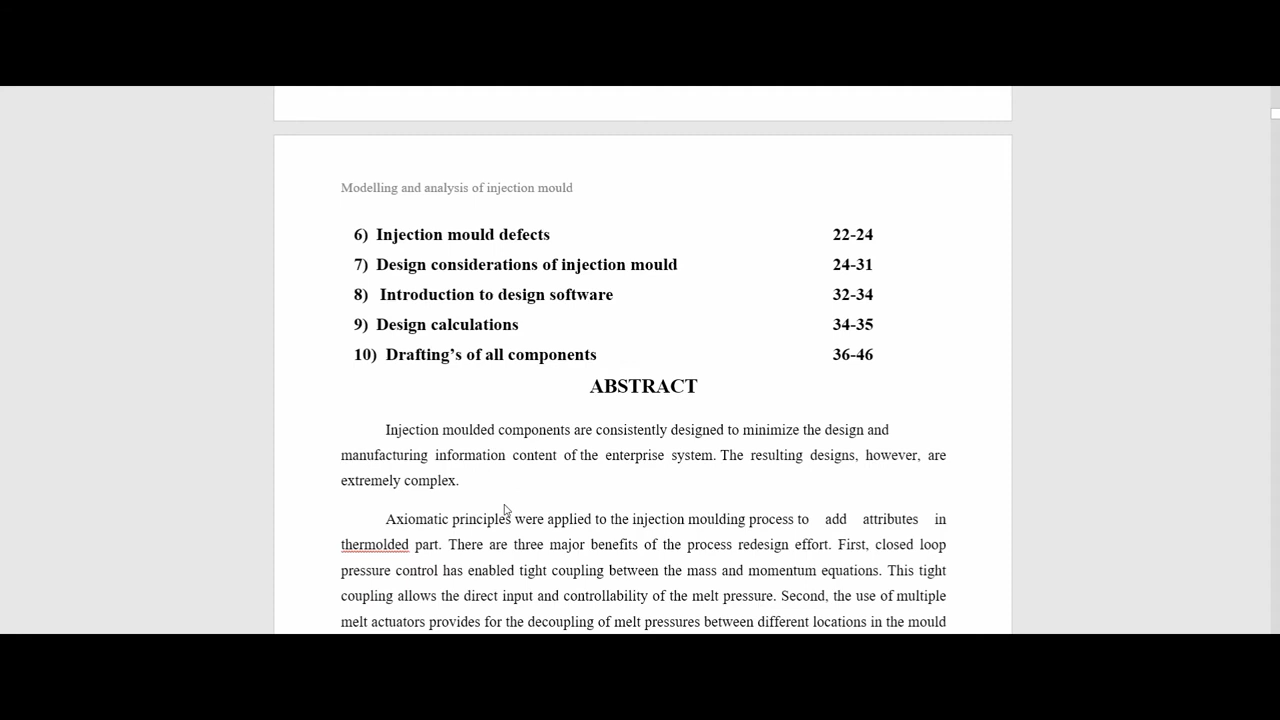 Modelling and analysis of injection mould
6) Injection mould defects 22-24
7) Design considerations of injection mould 24-31
8) Introduction to design software 32-34
9) Design calculations 34-35
10) Drafting’s of all components 36-46
ABSTRACT
Injection moulded components are consistently designed to minimize the design and
manufacturing information content of the enterprise system. The resulting designs, however, are
extremely complex.
Axiomatic principles were applied to the injection moulding process to add attributes in
thermolded part. There are three major benefits of the process redesign effort. First, closed loop
pressure control has enabled tight coupling between the mass and momentum equations. This tight
coupling allows the direct input and controllability of the melt pressure. Second, the use of multiple
melt actuators provides for the decoupling of melt pressures between different locations in the mould